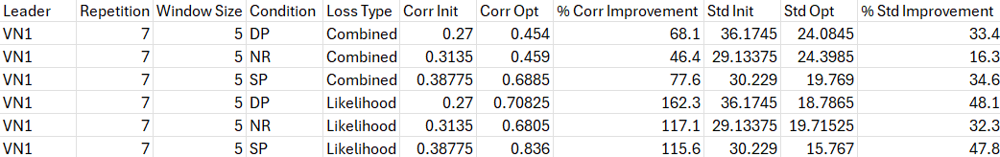 Leader Repetition Window Size Condition Loss Type Corr Init Corr Opt % Corr Improvement Std Init Std Opt % Std Improvement
VN1 7 5 DP Combined 0.27 0.454 68.1 36.1745 24.0845 33.4
VN1 7 5 NR Combined 0.3135 0.459 46.4 29.13375 24.3985 16.3
VN1 7 5 SP Combined 0.38775 0.6885 77.6 30.229 19.769 34.6
VN1 7 5 DP Likelihood 0.27 0.70825 162.3 36.1745 18.7865 48.1
VN1 7 5 NR Likelihood 0.3135 0.6805 117.1 29.13375 19.71525 32.3
VN1 7 5 SP Likelihood 0.38775 0.836 115.6 30.229 15.767 47.8